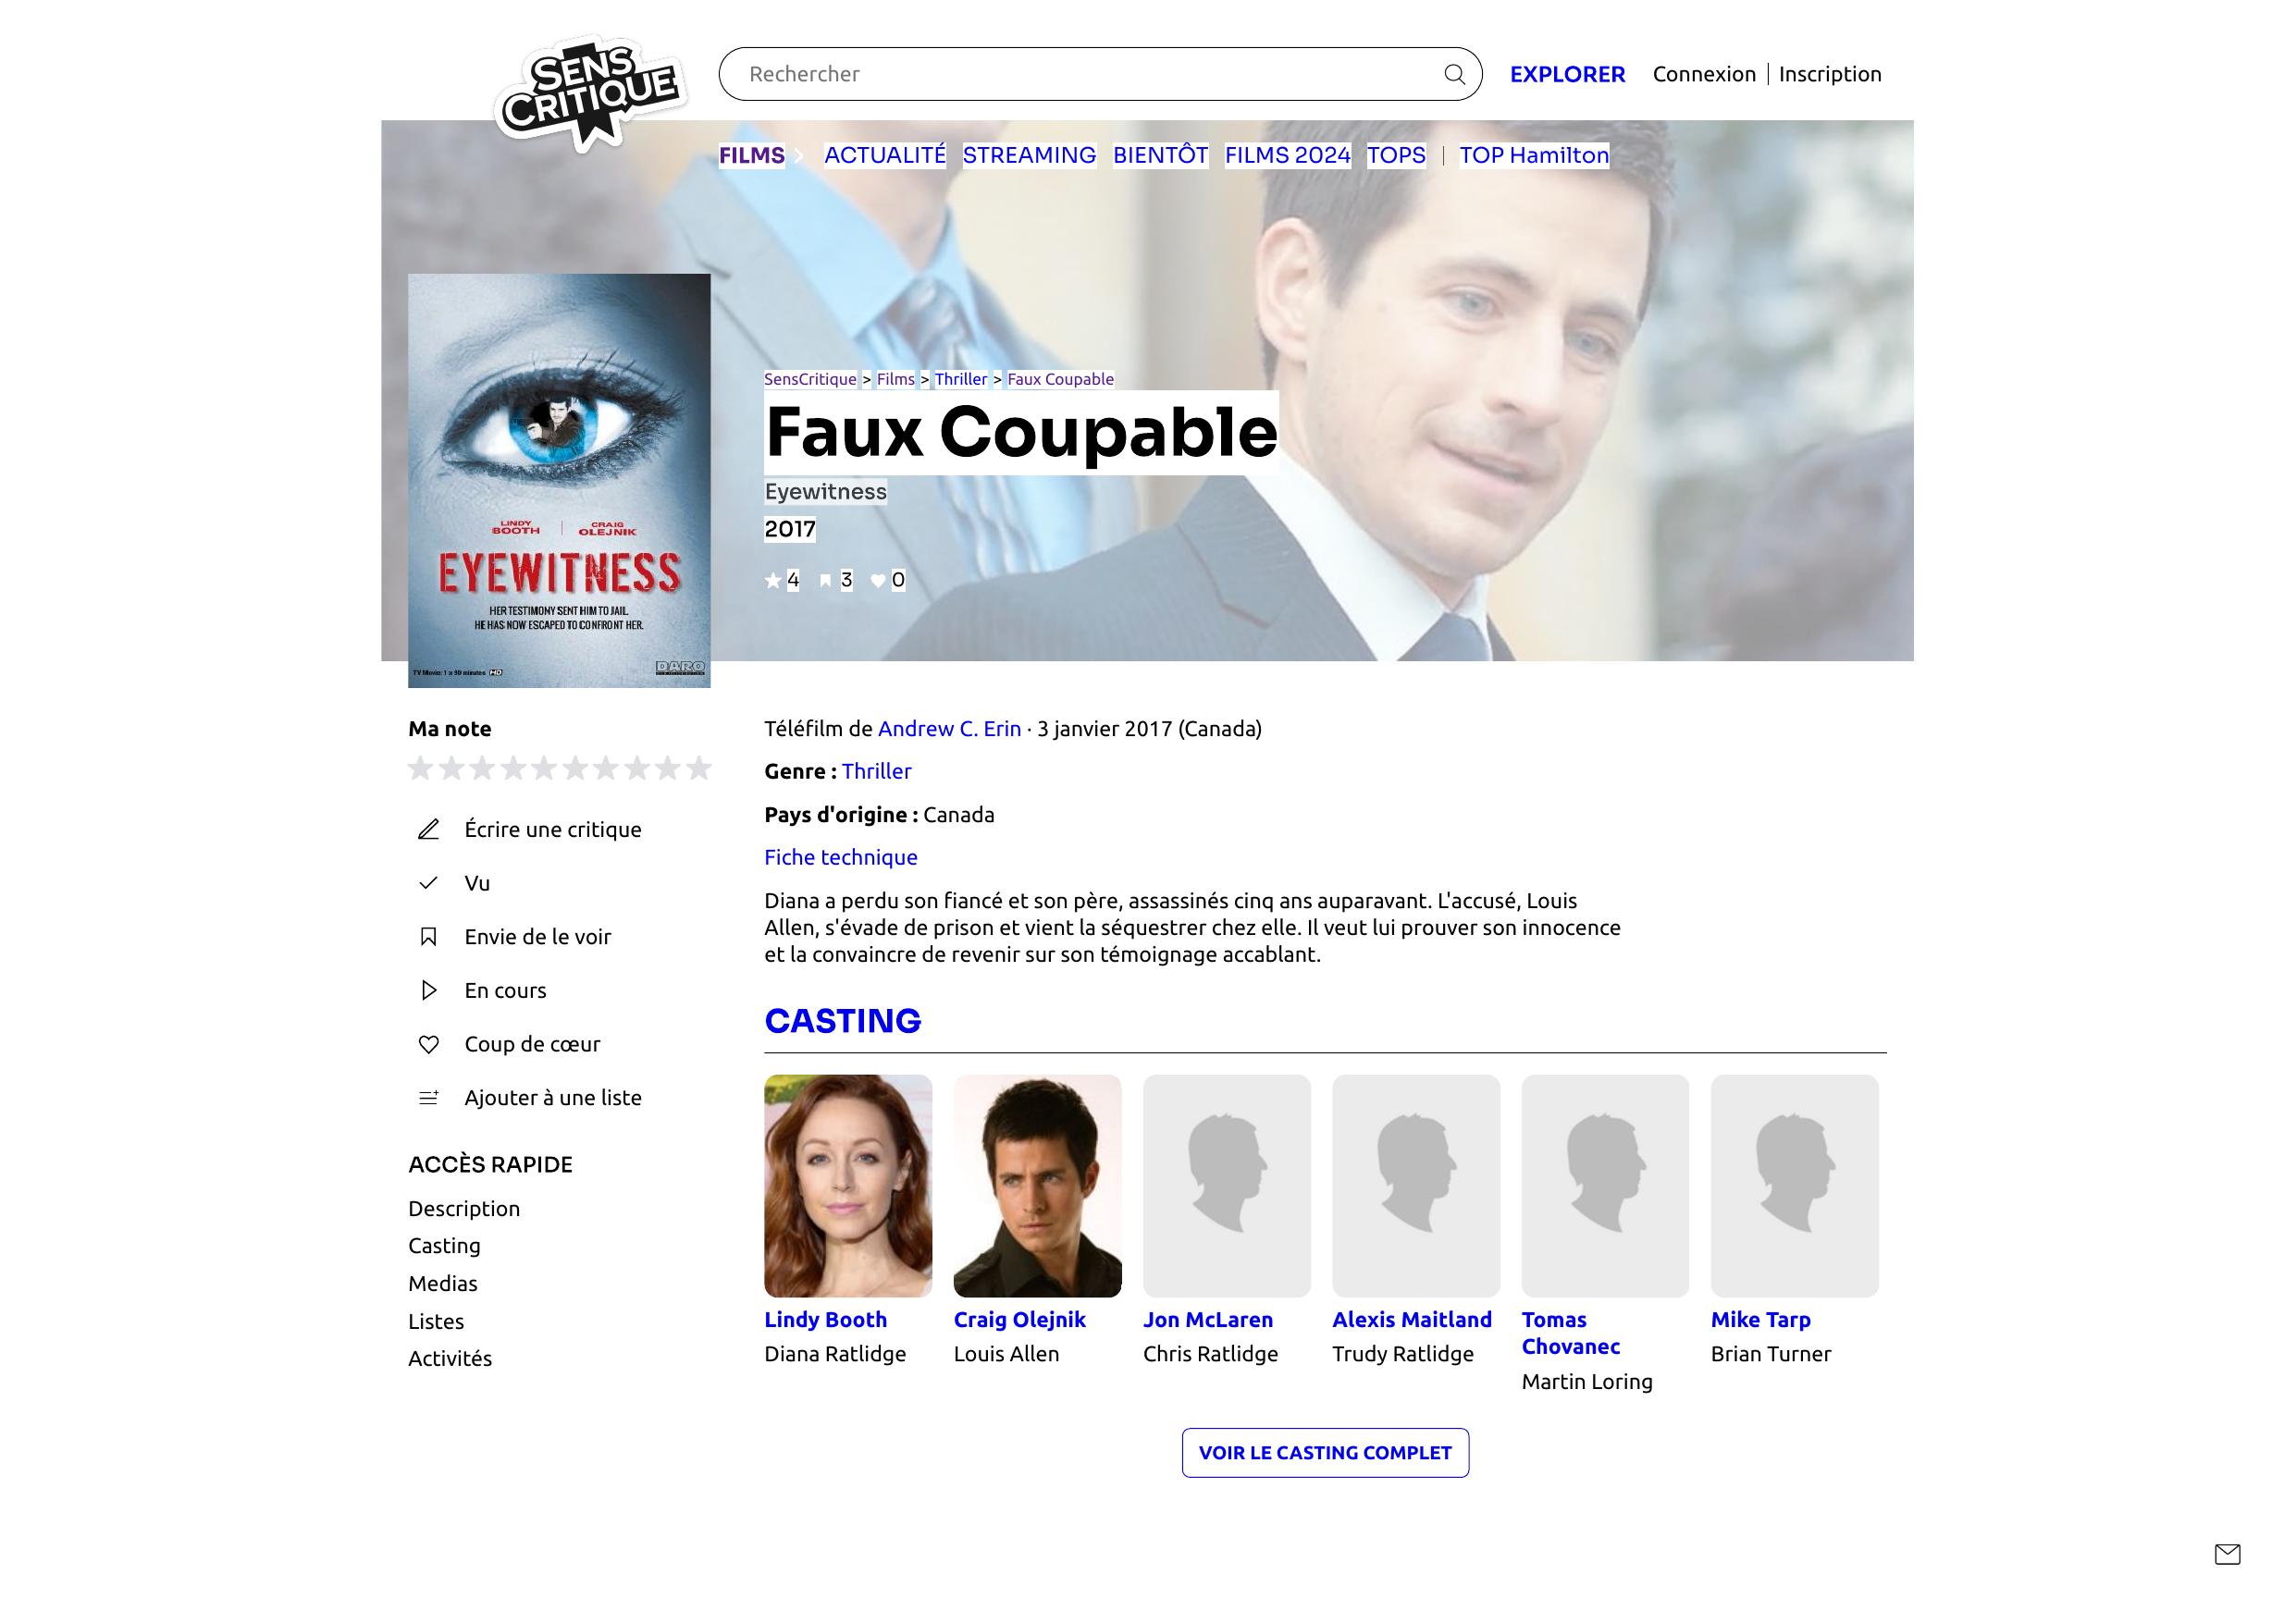 SENS
CRITIQUE
Rechercher
EXPLORER
Connexion | Inscription
FILMS
ACTUALITÉ STREAMING BIENTÔT FILMS 2024 TOPS | TOP Hamilton
SensCritique > Films > Thriller > Faux Coupable
Faux Coupable
Eyewitness
2017
4 3 0
LINDY BOOTH | CRAIG OLEJNIK
EYEWITNESS
HER TESTIMONY SENT HIM TO JAIL.
HE HAS NOW ESCAPED TO CONFRONT HER.
TV Movie: 1 x 90 minutes HD
DARO
Ma note
Écrire une critique
Vu
Envie de le voir
En cours
Coup de cœur
Ajouter à une liste
ACCÈS RAPIDE
Description
Casting
Medias
Listes
Activités
Téléfilm de Andrew C. Erin · 3 janvier 2017 (Canada)
Genre : Thriller
Pays d'origine : Canada
Fiche technique
Diana a perdu son fiancé et son père, assassinés cinq ans auparavant. L'accusé, Louis
Allen, s'évade de prison et vient la séquestrer chez elle. Il veut lui prouver son innocence
et la convaincre de revenir sur son témoignage accablant.
CASTING
Lindy Booth
Diana Ratlidge
Craig Olejnik
Louis Allen
Jon McLaren
Chris Ratlidge
Alexis Maitland
Trudy Ratlidge
Tomas
Chovanec
Martin Loring
Mike Tarp
Brian Turner
VOIR LE CASTING COMPLET